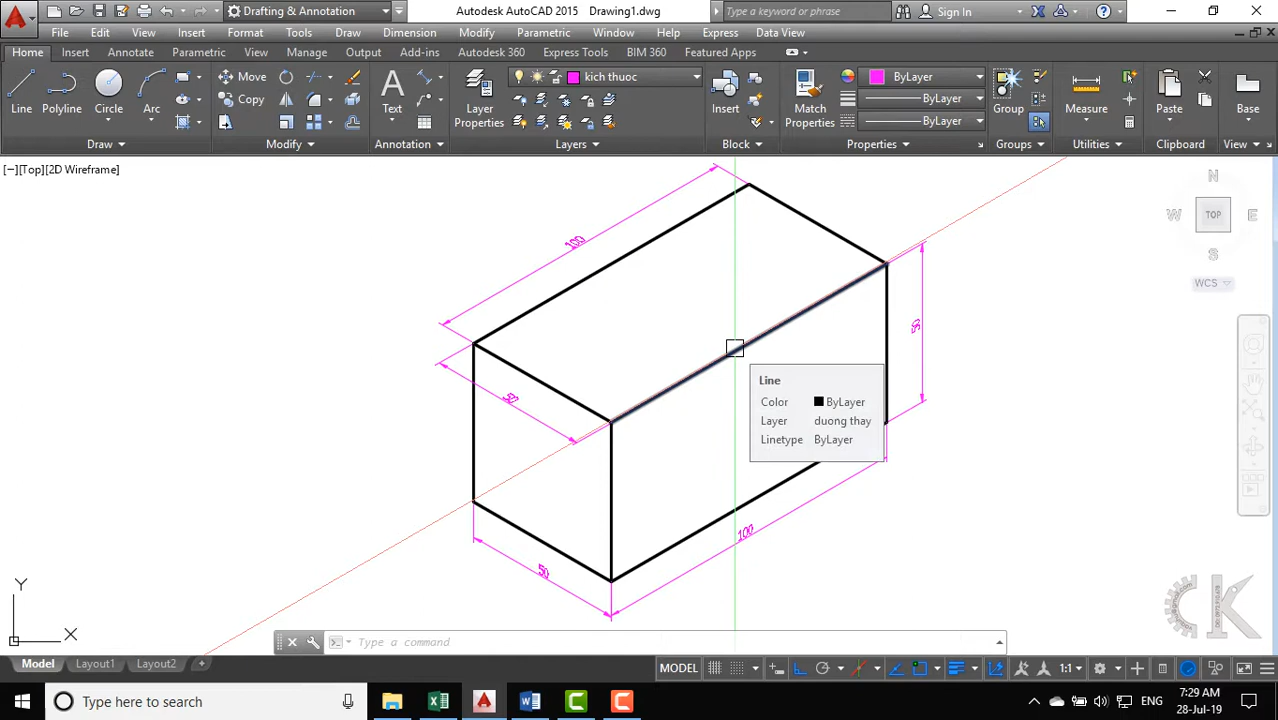 Autodesk AutoCAD 2015 Drawing1.dwg
Drafting & Annotation
Type a keyword or phrase
Sign In
File Edit View Insert Format Tools Draw Dimension Modify Parametric Window Help Express Data View
Home Insert Annotate Parametric View Manage Output Add-ins Autodesk 360 Express Tools BIM 360 Featured Apps
Line Polyline Circle Arc
Move
Copy
Text
Layer Properties
kich thuoc
Insert
Match Properties
ByLayer
ByLayer
ByLayer
Group
Measure
Paste
Base
Draw Modify Annotation Layers Block Properties Groups Utilities Clipboard View
[−][Top][2D Wireframe]
N
W TOP E
S
WCS
100
50
50
100
50
Line
Color ByLayer
Layer duong thay
Linetype ByLayer
Y
X
CK
Type a command
Model Layout1 Layout2 +
MODEL
1:1
Type here to search
ENG
7:29 AM
28-Jul-19